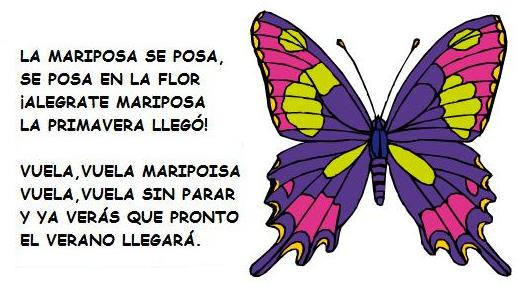 LA MARIPOSA SE POSA,
SE POSA EN LA FLOR
¡ALEGRATE MARIPOSA
LA PRIMAVERA LLEGÓ!
VUELA,VUELA MARIPOISA
VUELA,VUELA SIN PARAR
Y YA VERÁS QUE PRONTO
EL VERANO LLEGARÁ.